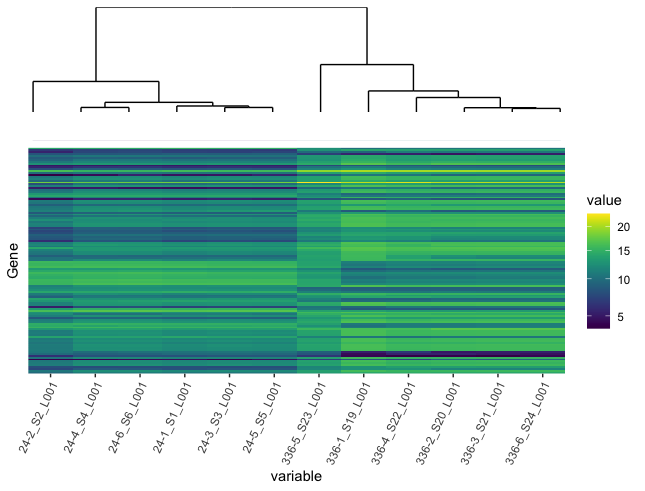 value
20
15
10
5
Gene
24-2_S2_L001
24-4_S4_L001
24-6_S6_L001
24-1_S1_L001
24-3_S3_L001
24-5_S5_L001
336-5_S23_L001
336-1_S19_L001
336-4_S22_L001
336-2_S20_L001
336-3_S21_L001
336-6_S24_L001
variable